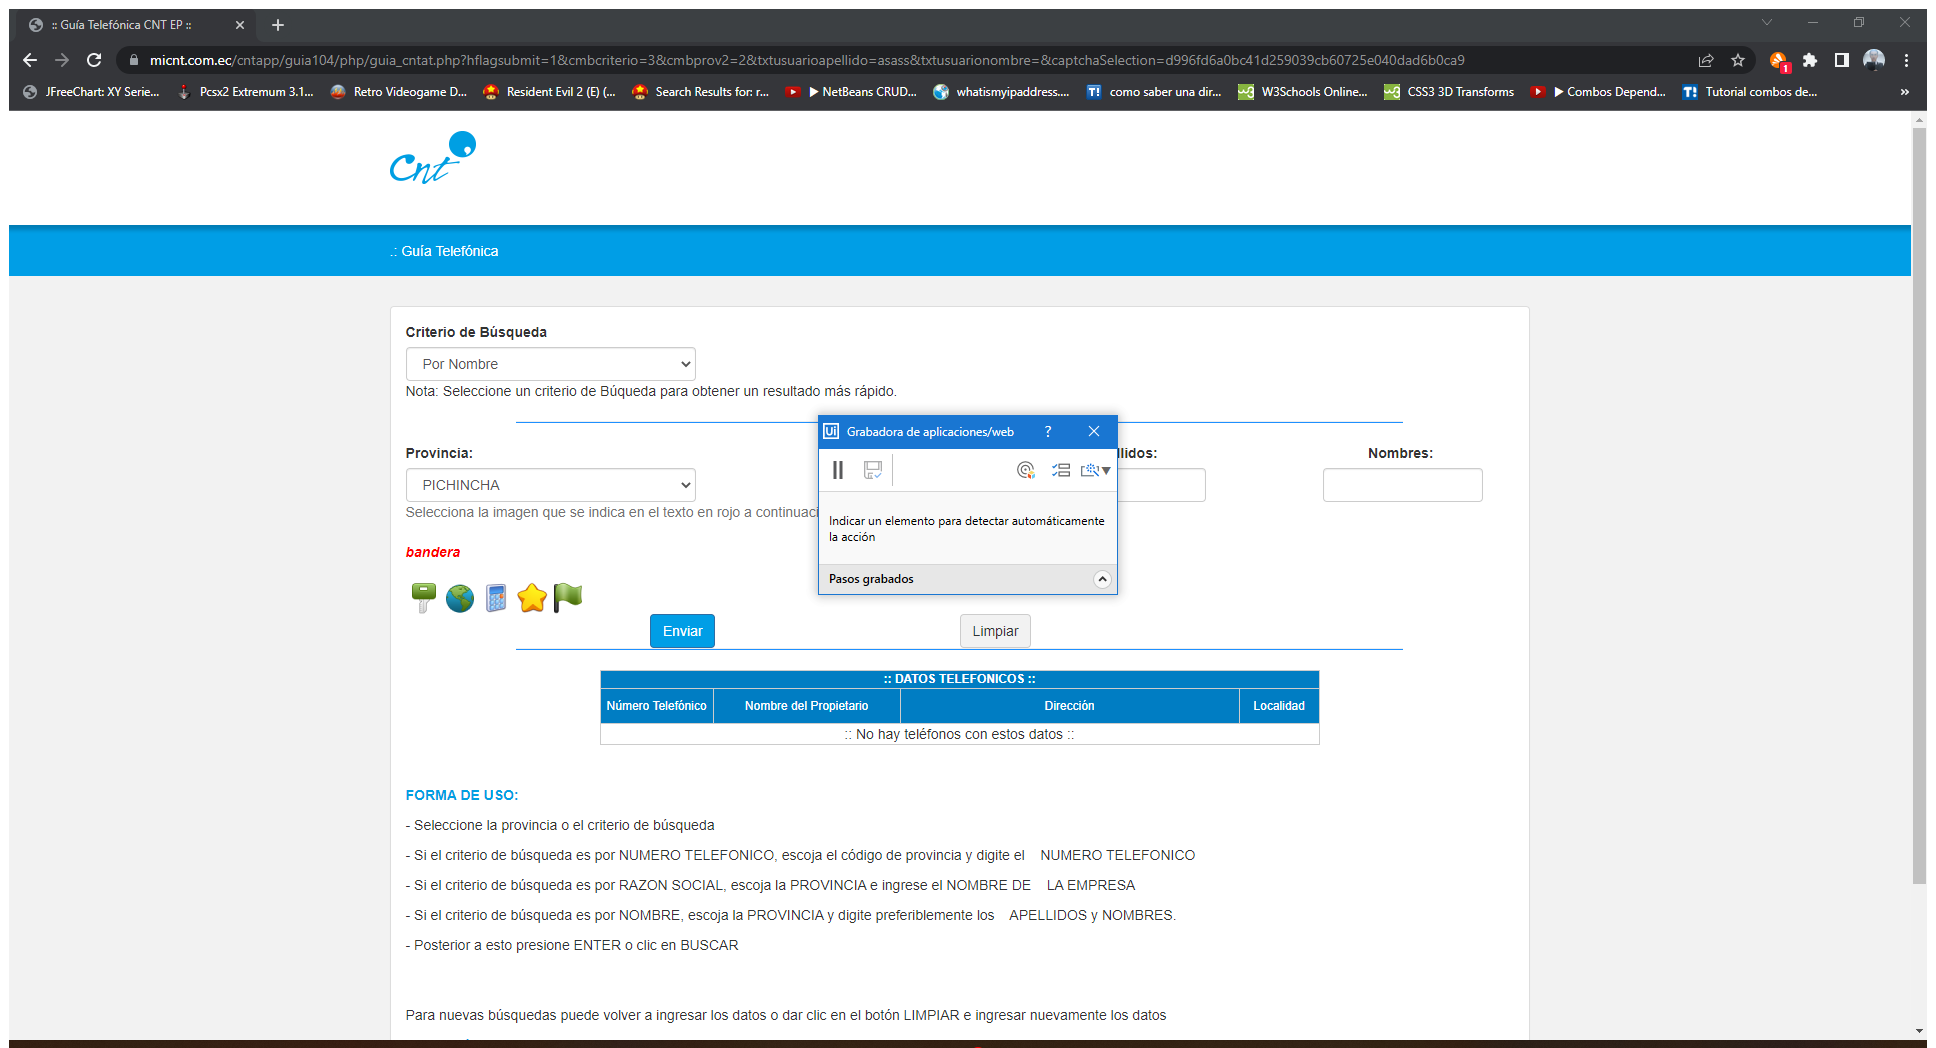 :: Guía Telefónica CNT EP ::
micnt.com.ec/cntapp/guia104/php/guia_cntat.php?hflagsubmit=1&cmbcriterio=3&cmbprov2=2&txtusuarioapellido=asass&txtusuarionombre=&captchaSelection=d996fd6a0bc41d259039cb60725e040dad6b0ca9
1
JFreeChart: XY Serie... Pcsx2 Extremum 3.1... Retro Videogame D... Resident Evil 2 (E) (... Search Results for: r... ▶ NetBeans CRUD... whatismyipaddress.... como saber una dir... W3Schools Online... CSS3 3D Transforms ▶ Combos Depend... Tutorial combos de... »
Cnt
.: Guía Telefónica
Criterio de Búsqueda
Por Nombre
Nota: Seleccione un criterio de Búqueda para obtener un resultado más rápido.
Ui Grabadora de aplicaciones/web ?
Provincia:
llidos:
Nombres:
PICHINCHA
Selecciona la imagen que se indica en el texto en rojo a continuaci
Indicar un elemento para detectar automáticamente
la acción
Pasos grabados
bandera
Enviar
Limpiar
:: DATOS TELEFONICOS ::
Número Telefónico Nombre del Propietario Dirección Localidad
:: No hay teléfonos con estos datos ::
FORMA DE USO:
- Seleccione la provincia o el criterio de búsqueda
- Si el criterio de búsqueda es por NUMERO TELEFONICO, escoja el código de provincia y digite el NUMERO TELEFONICO
- Si el criterio de búsqueda es por RAZON SOCIAL, escoja la PROVINCIA e ingrese el NOMBRE DE LA EMPRESA
- Si el criterio de búsqueda es por NOMBRE, escoja la PROVINCIA y digite preferiblemente los APELLIDOS y NOMBRES.
- Posterior a esto presione ENTER o clic en BUSCAR
Para nuevas búsquedas puede volver a ingresar los datos o dar clic en el botón LIMPIAR e ingresar nuevamente los datos